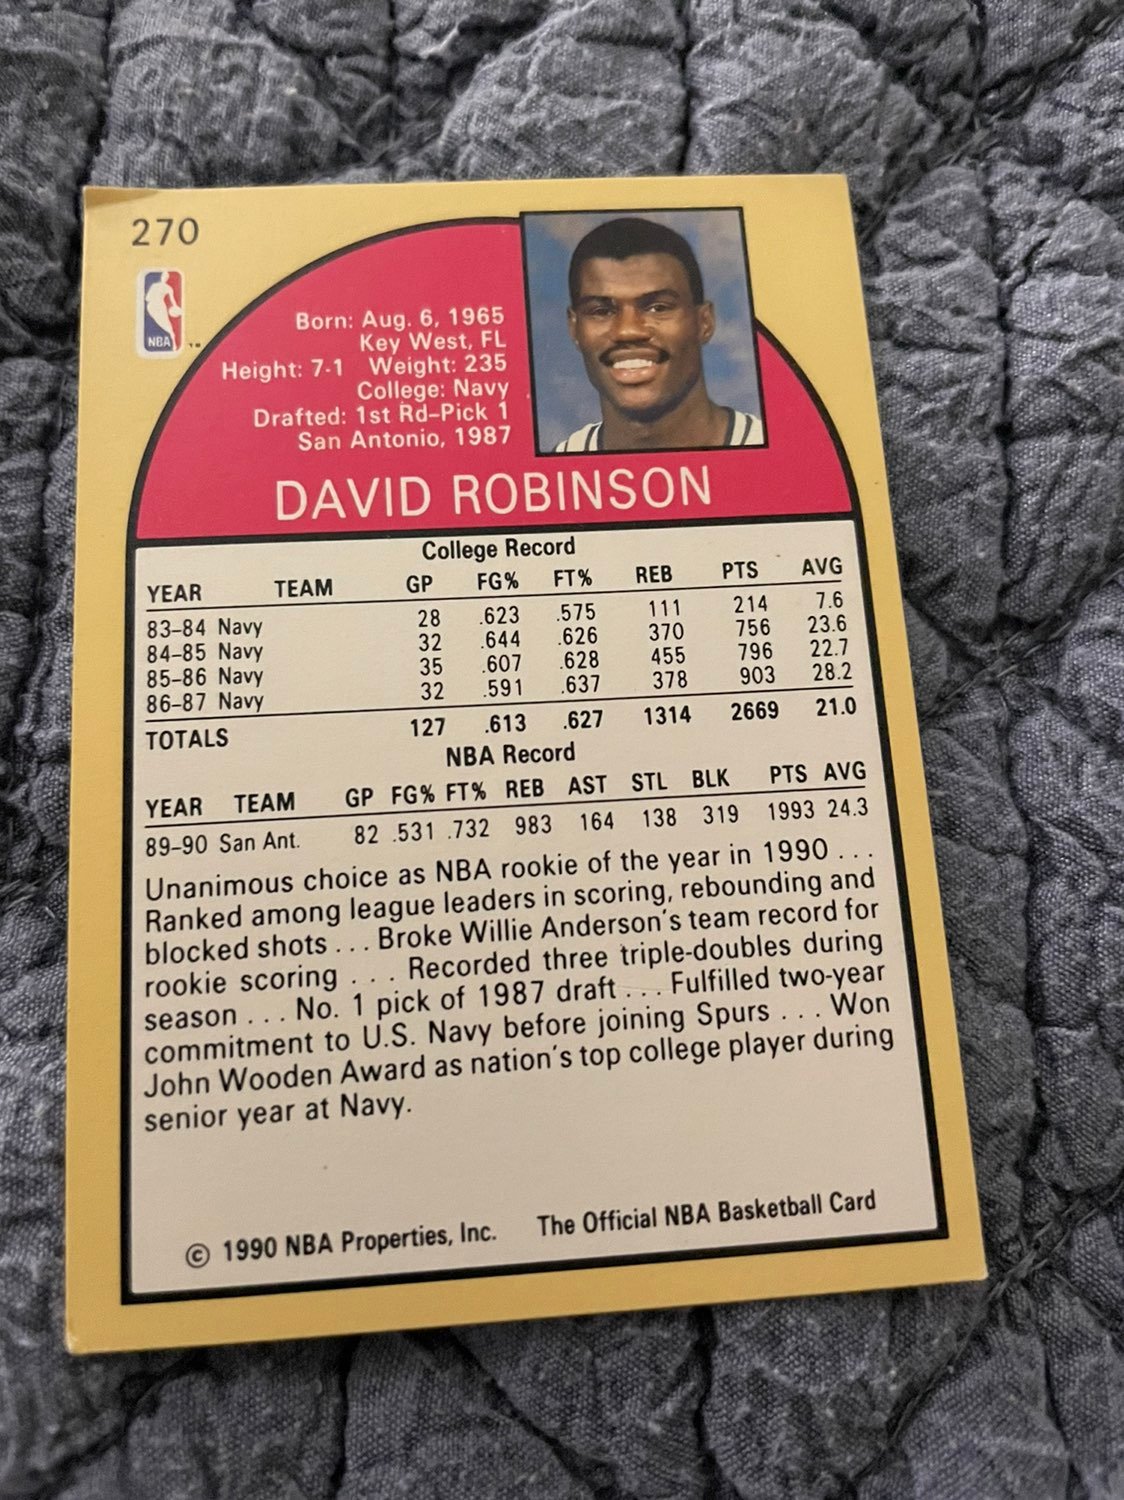 270
NBA
Born: Aug. 6, 1965
Key West, FL
Height: 7-1 Weight: 235
College: Navy
Drafted: 1st Rd-Pick 1
San Antonio, 1987
DAVID ROBINSON
College Record
YEAR TEAM GP FG% FT% REB PTS AVG
83-84 Navy 28 .623 .575 111 214 7.6
84-85 Navy 32 .644 .626 370 756 23.6
85-86 Navy 35 .607 .628 455 796 22.7
86-87 Navy 32 .591 .637 378 903 28.2
TOTALS 127 .613 .627 1314 2669 21.0
NBA Record
YEAR TEAM GP FG% FT% REB AST STL BLK PTS AVG
89-90 San Ant. 82 .531 .732 983 164 138 319 1993 24.3
Unanimous choice as NBA rookie of the year in 1990 . . .
Ranked among league leaders in scoring, rebounding and
blocked shots . . . Broke Willie Anderson's team record for
rookie scoring . . . Recorded three triple-doubles during
season . . . No. 1 pick of 1987 draft . . . Fulfilled two-year
commitment to U.S. Navy before joining Spurs . . . Won
John Wooden Award as nation's top college player during
senior year at Navy.
© 1990 NBA Properties, Inc. The Official NBA Basketball Card